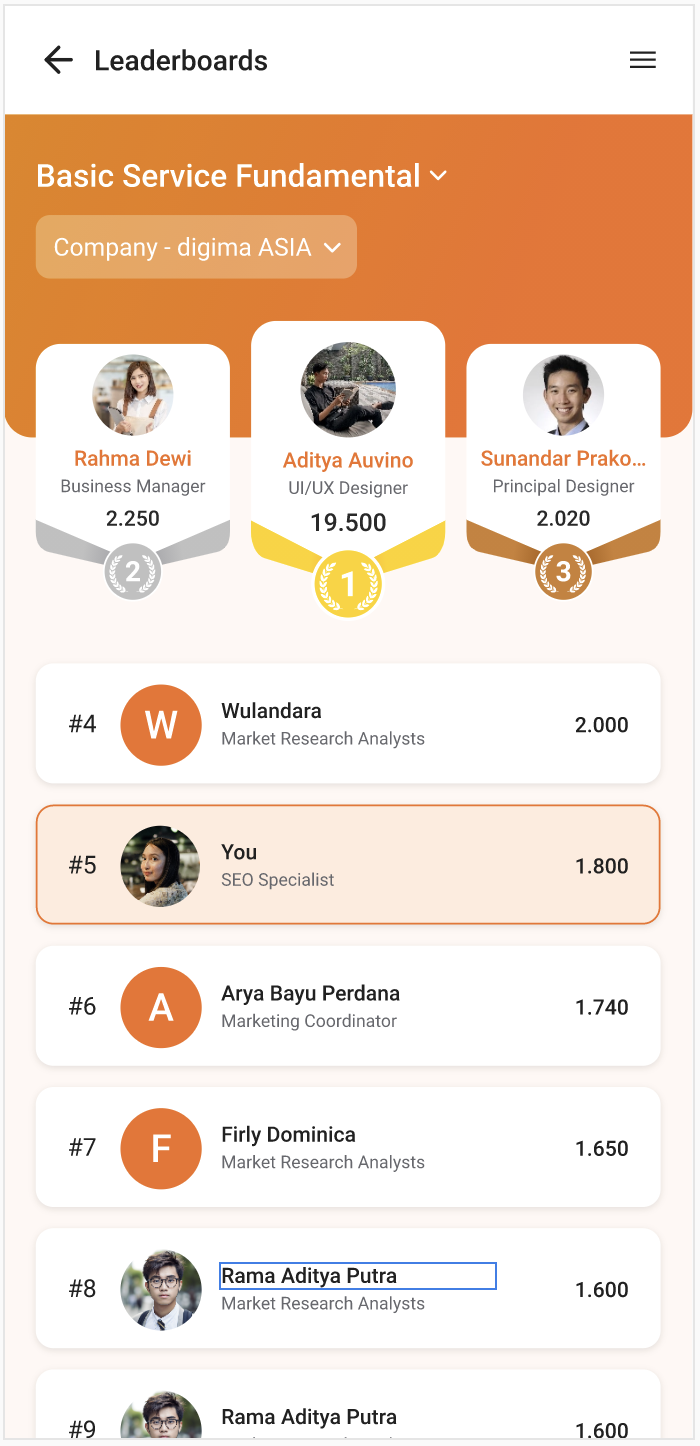 Leaderboards
Basic Service Fundamental
Company - digima ASIA
Rahma Dewi
Business Manager
2.250
2
Aditya Auvino
UI/UX Designer
19.500
1
Sunandar Prako...
Principal Designer
2.020
3
#4 W Wulandara 2.000
Market Research Analysts
#5 You 1.800
SEO Specialist
#6 A Arya Bayu Perdana 1.740
Marketing Coordinator
#7 F Firly Dominica 1.650
Market Research Analysts
#8 Rama Aditya Putra 1.600
Market Research Analysts
#9 Rama Aditya Putra 1.600